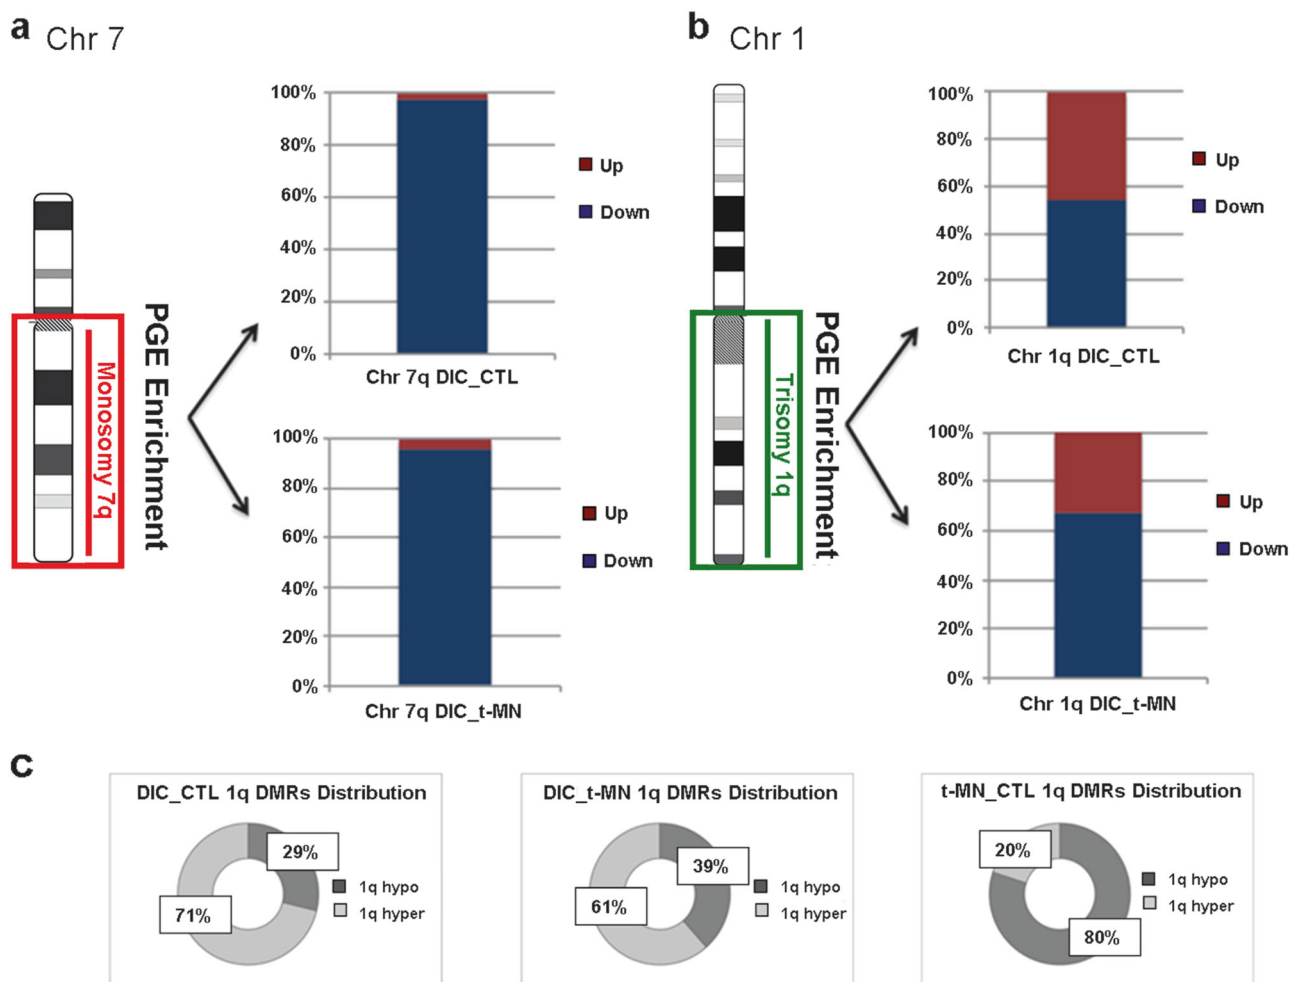 a Chr 7
100%
80%
60%
40%
20%
0%
Up
Down
Chr 7q DIC_CTL
Monosomy 7q
PGE Enrichment
100%
80%
60%
40%
20%
0%
Up
Down
Chr 7q DIC_t-MN
b Chr 1
100%
80%
60%
40%
20%
0%
Up
Down
Chr 1q DIC_CTL
Trisomy 1q
PGE Enrichment
100%
80%
60%
40%
20%
0%
Up
Down
Chr 1q DIC_t-MN
c
DIC_CTL 1q DMRs Distribution
29%
71%
1q hypo
1q hyper
DIC_t-MN 1q DMRs Distribution
39%
61%
1q hypo
1q hyper
t-MN_CTL 1q DMRs Distribution
20%
80%
1q hypo
1q hyper